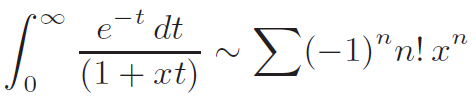 ∫₀^∞ e^{-t} dt / (1 + xt) ∼ ∑(−1)ⁿ n! xⁿ